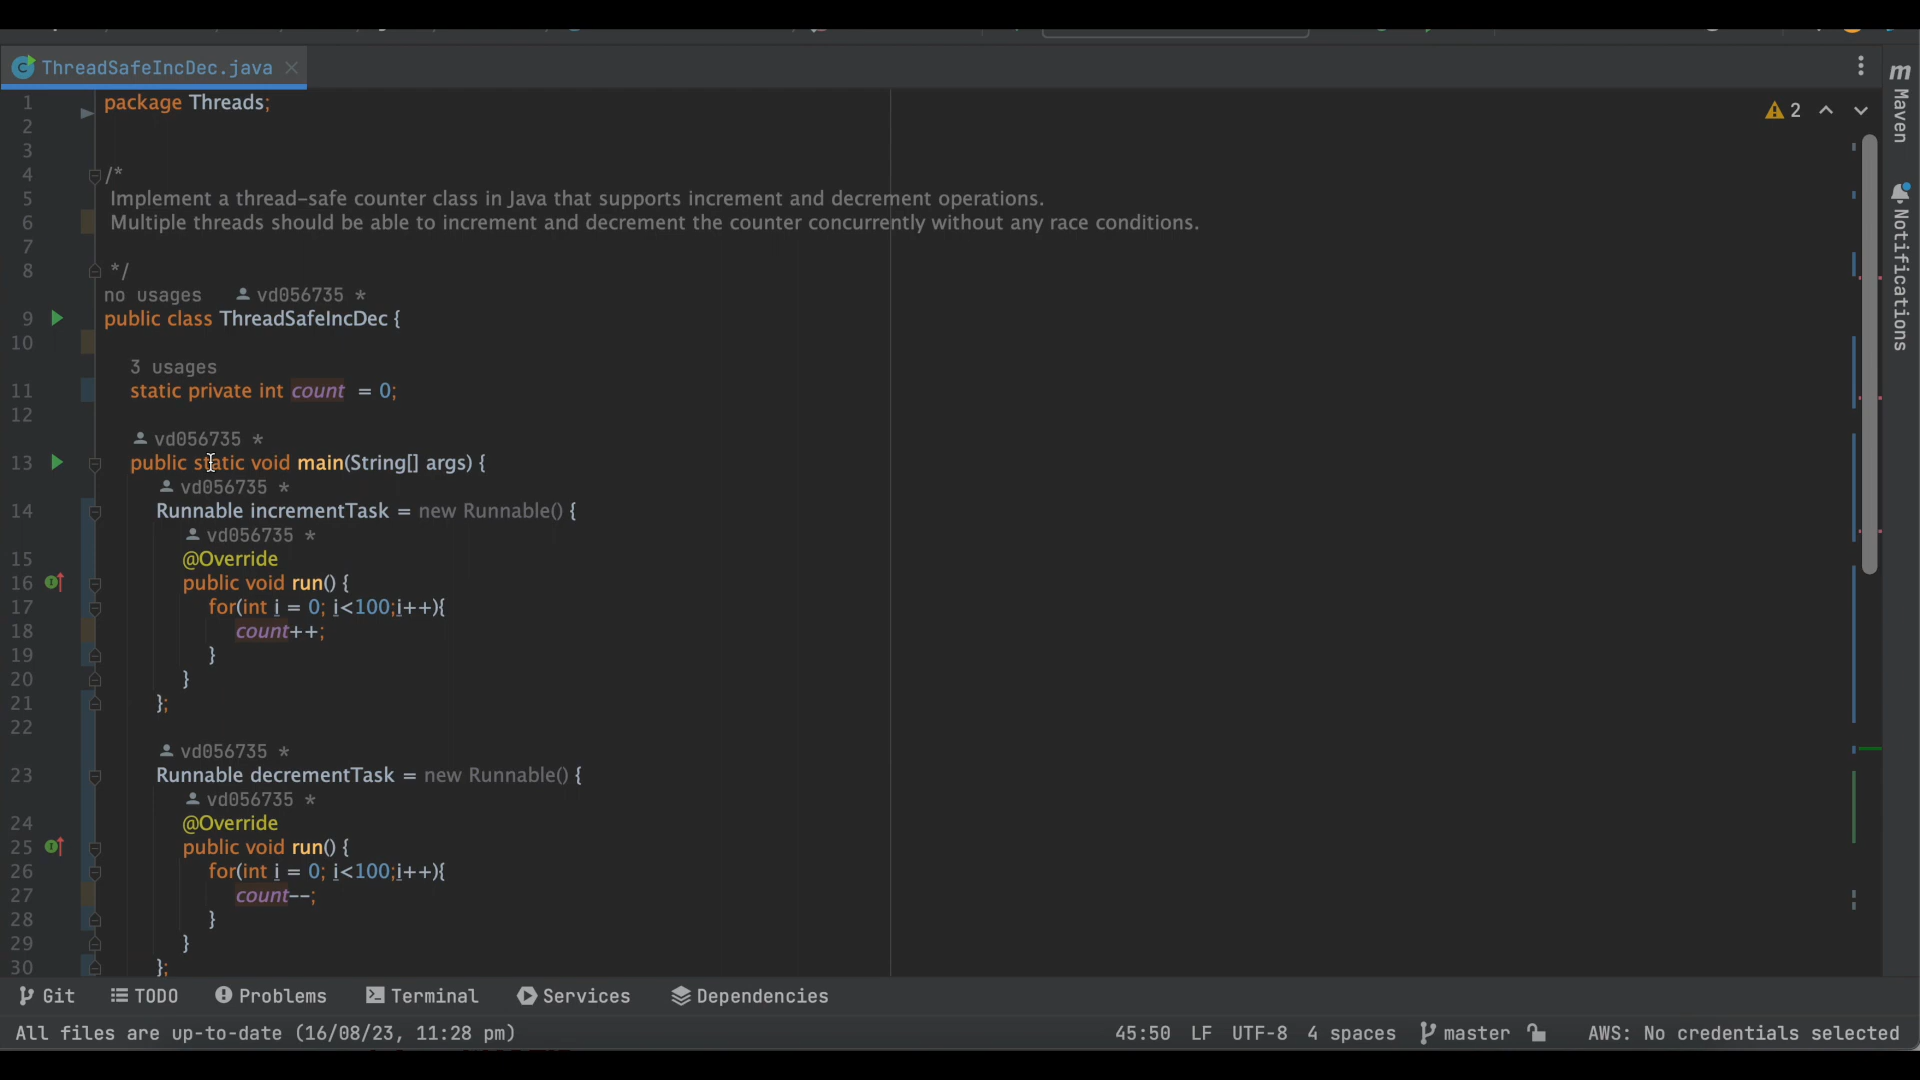 ThreadSafeIncDec.java
2
Maven
Notifications
1 package Threads;
2
3
4 /*
5 Implement a thread-safe counter class in Java that supports increment and decrement operations.
6 Multiple threads should be able to increment and decrement the counter concurrently without any race conditions.
7
8 */
no usages vd056735 *
9 public class ThreadSafeIncDec {
10
3 usages
11 static private int count = 0;
12
vd056735 *
13 public static void main(String[] args) {
vd056735 *
14 Runnable incrementTask = new Runnable() {
vd056735 *
15 @Override
16 public void run() {
17 for(int i = 0; i<100;i++){
18 count++;
19 }
20 }
21 };
22
vd056735 *
23 Runnable decrementTask = new Runnable() {
vd056735 *
24 @Override
25 public void run() {
26 for(int i = 0; i<100;i++){
27 count--;
28 }
29 }
30 };
Git TODO Problems Terminal Services Dependencies
All files are up-to-date (16/08/23, 11:28 pm) 45:50 LF UTF-8 4 spaces master AWS: No credentials selected